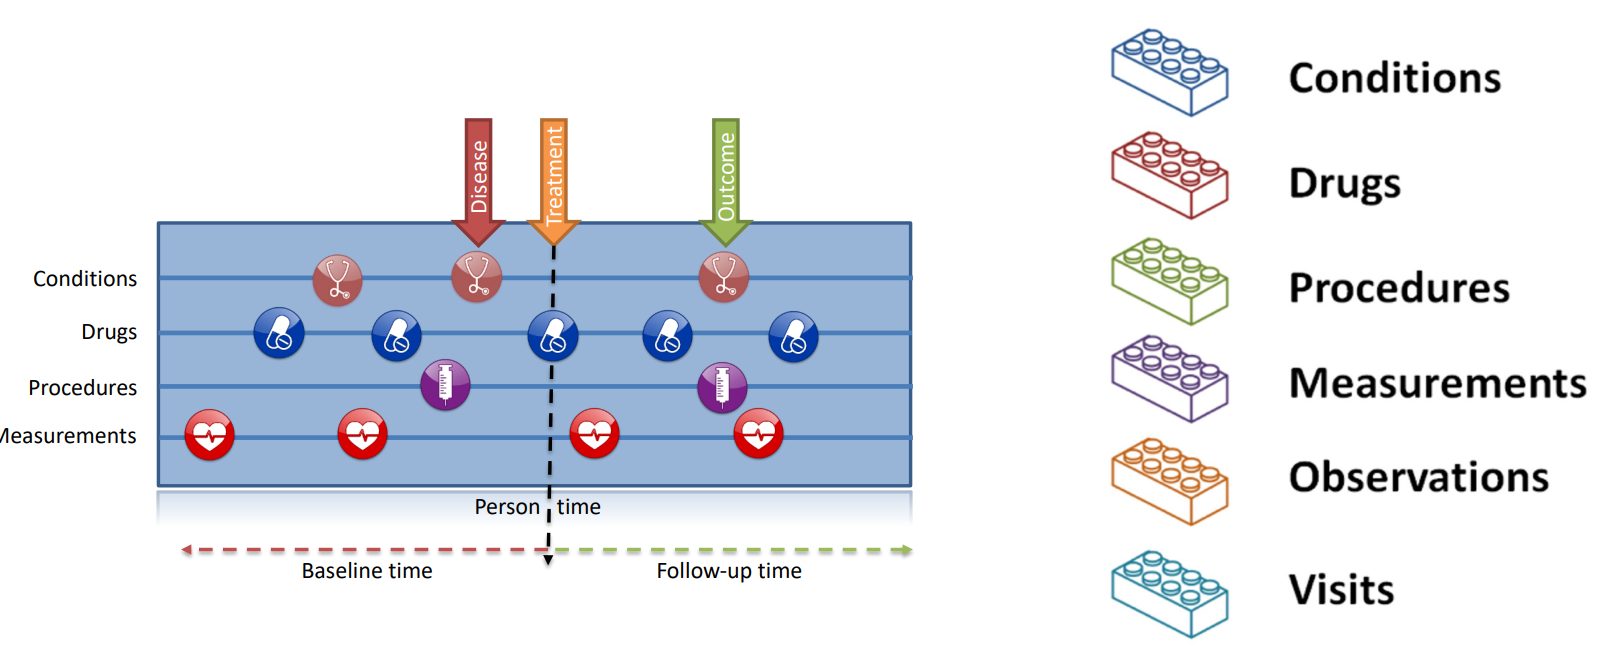 Disease
Treatment
Outcome
Conditions
Drugs
Procedures
Measurements
Person time
Baseline time
Follow-up time
Conditions
Drugs
Procedures
Measurements
Observations
Visits